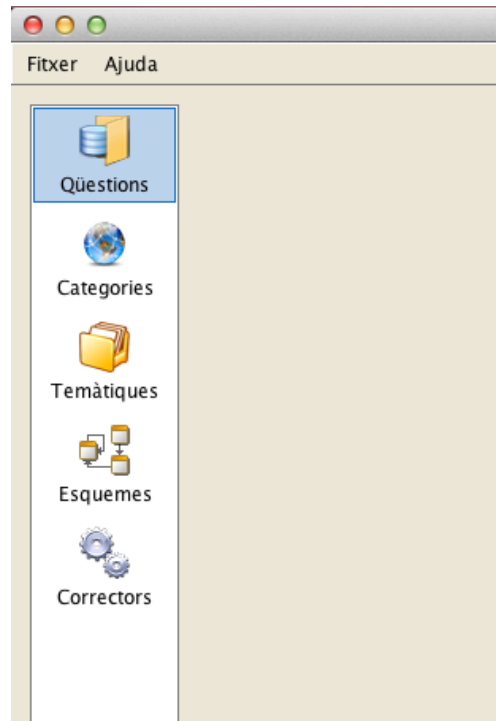 Fitxer Ajuda
Qüestions
Categories
Temàtiques
Esquemes
Correctors